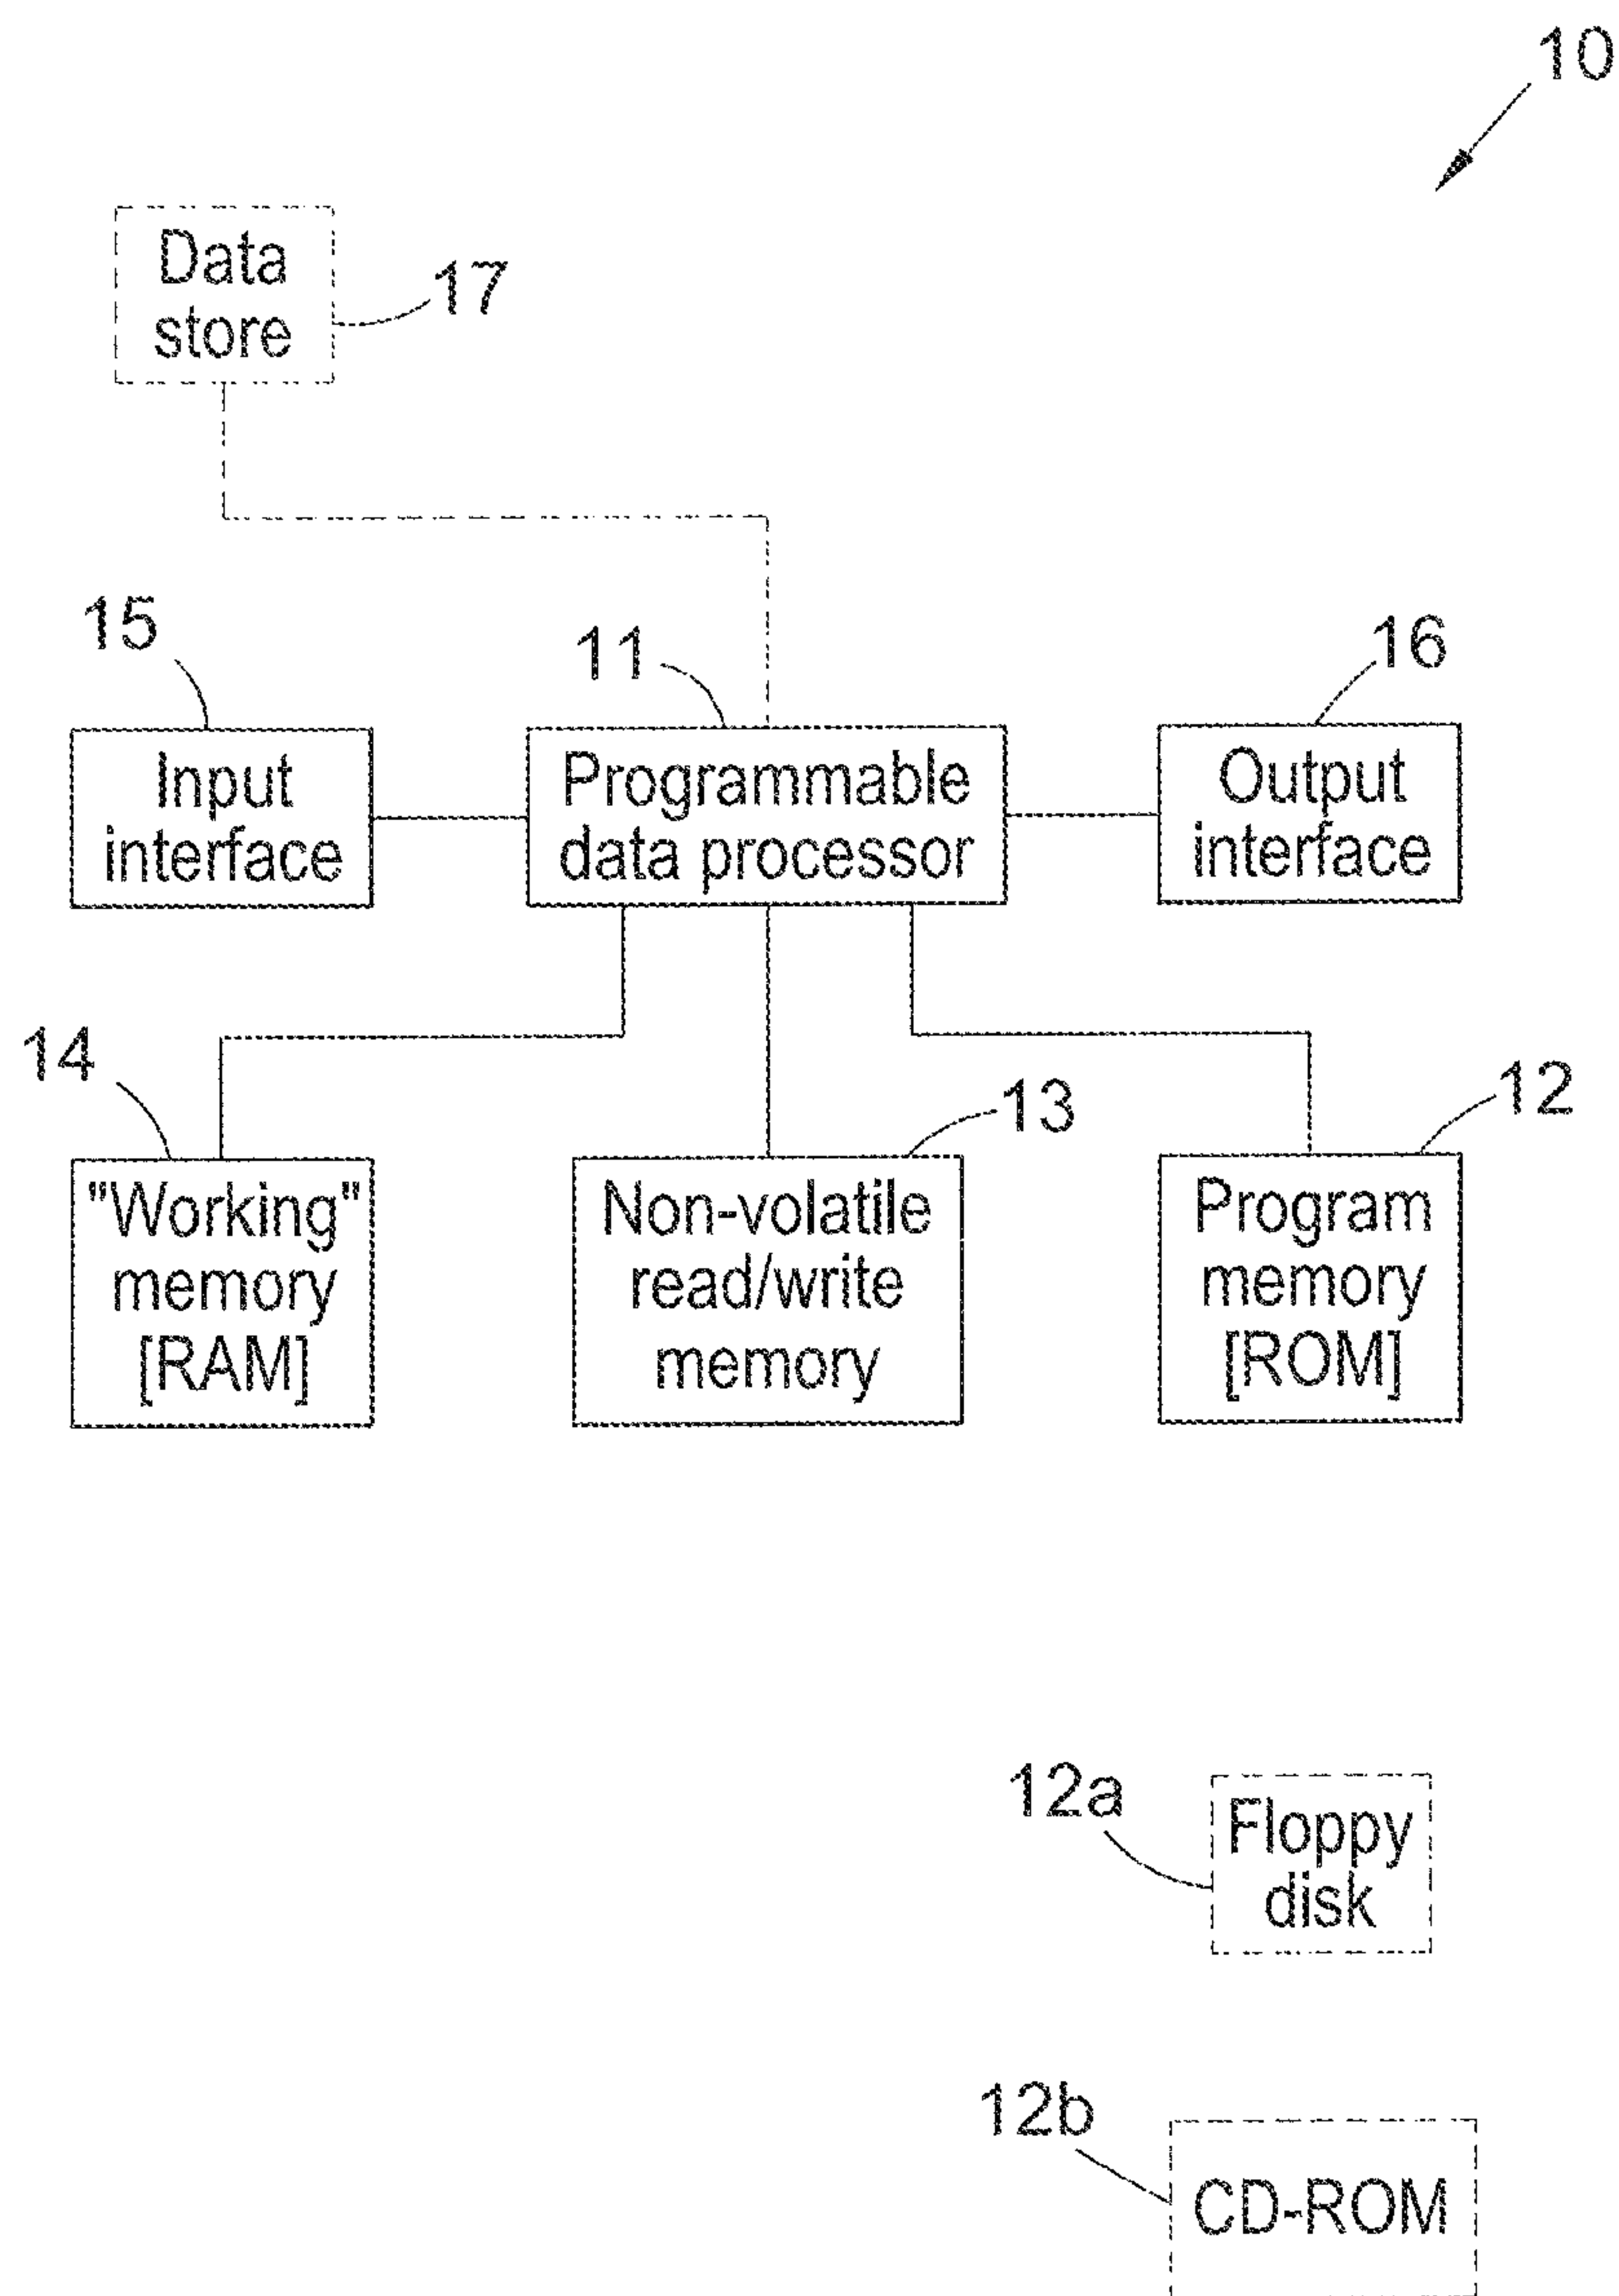 10
Data
store
17
15
11
16
Input
interface
Programmable
data processor
Output
interface
14
13
12
"Working"
memory
[RAM]
Non-volatile
read/write
memory
Program
memory
[ROM]
12a
Floppy
disk
12b
CD-ROM